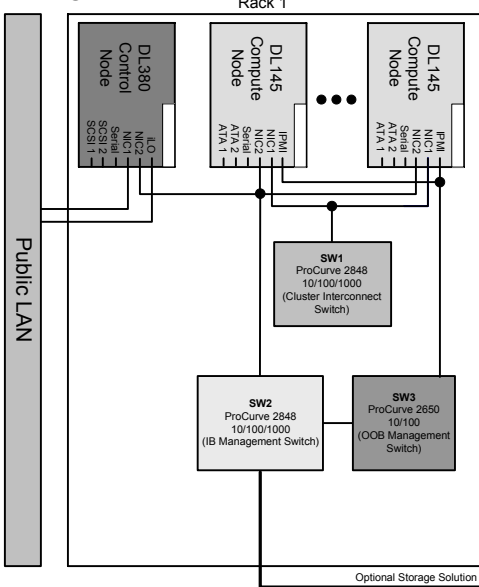 Rack 1
DL380
Control
Node
iLO
NIC2
NIC1
Serial
SCSI 2
SCSI 1
DL145
Compute
Node
IPMI
NIC1
NIC2
Serial
ATA 2
ATA 1
DL145
Compute
Node
IPMI
NIC1
NIC2
Serial
ATA 2
ATA 1
Public LAN
SW1
ProCurve 2848
10/100/1000
(Cluster Interconnect
Switch)
SW2
ProCurve 2848
10/100/1000
(IB Management Switch)
SW3
ProCurve 2650
10/100
(OOB Management
Switch)
Optional Storage Solution